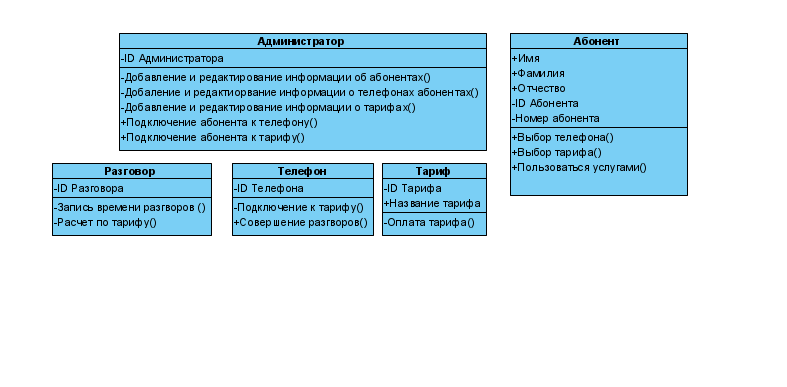 Администратор
-ID Администратора
-Добавление и редактирование информации об абонентах()
-Добаление и редактиорвание информации о телефонах абонентах()
-Добавление и редактирование информации о тарифах()
+Подключение абонента к телефону()
+Подключение абонента к тарифу()
Абонент
+Имя
+Фамилия
+Отчество
-ID Абонента
-Номер абонента
+Выбор телефона()
+Выбор тарифа()
+Пользоваться услугами()
Разговор
-ID Разговора
-Запись времени разгворов ()
-Расчет по тарифу()
Телефон
-ID Телефона
-Подключение к тарифу()
+Совершение разгворов()
Тариф
-ID Тарифа
+Название тарифа
-Оплата тарифа()